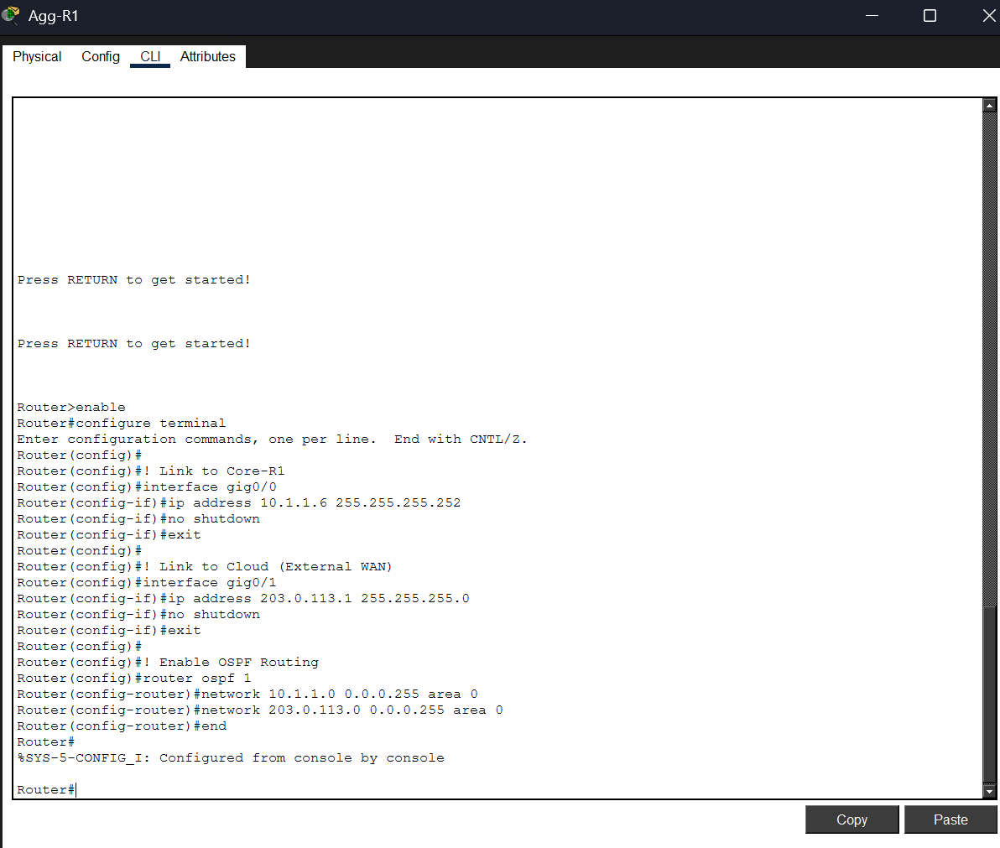 Agg-R1
Physical Config CLI Attributes
Press RETURN to get started!
Press RETURN to get started!
Router>enable
Router#configure terminal
Enter configuration commands, one per line.  End with CNTL/Z.
Router(config)#
Router(config)#! Link to Core-R1
Router(config)#interface gig0/0
Router(config-if)#ip address 10.1.1.6 255.255.255.252
Router(config-if)#no shutdown
Router(config-if)#exit
Router(config)#
Router(config)#! Link to Cloud (External WAN)
Router(config)#interface gig0/1
Router(config-if)#ip address 203.0.113.1 255.255.255.0
Router(config-if)#no shutdown
Router(config-if)#exit
Router(config)#
Router(config)#! Enable OSPF Routing
Router(config)#router ospf 1
Router(config-router)#network 10.1.1.0 0.0.0.255 area 0
Router(config-router)#network 203.0.113.0 0.0.0.255 area 0
Router(config-router)#end
Router#
%SYS-5-CONFIG_I: Configured from console by console
Router#
Copy Paste